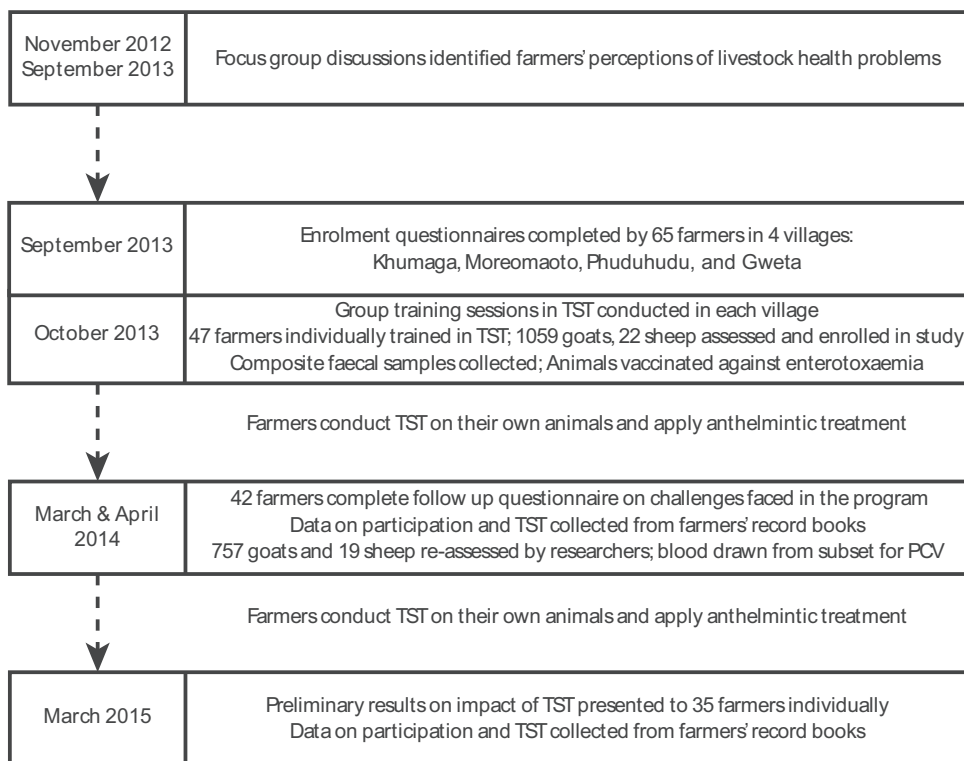 November 2012
September 2013
Focus group discussions identified farmers’ perceptions of livestock health problems
September 2013
Enrolment questionnaires completed by 65 farmers in 4 villages:
Khumaga, Moreomaoto, Phuduhudu, and Gweta
October 2013
Group training sessions in TST conducted in each village
47 farmers individually trained in TST; 1059 goats, 22 sheep assessed and enrolled in study
Composite faecal samples collected; Animals vaccinated against enterotoxaemia
Farmers conduct TST on their own animals and apply anthelmintic treatment
March & April
2014
42 farmers complete follow up questionnaire on challenges faced in the program
Data on participation and TST collected from farmers’ record books
757 goats and 19 sheep re-assessed by researchers; blood drawn from subset for PCV
Farmers conduct TST on their own animals and apply anthelmintic treatment
March 2015
Preliminary results on impact of TST presented to 35 farmers individually
Data on participation and TST collected from farmers’ record books